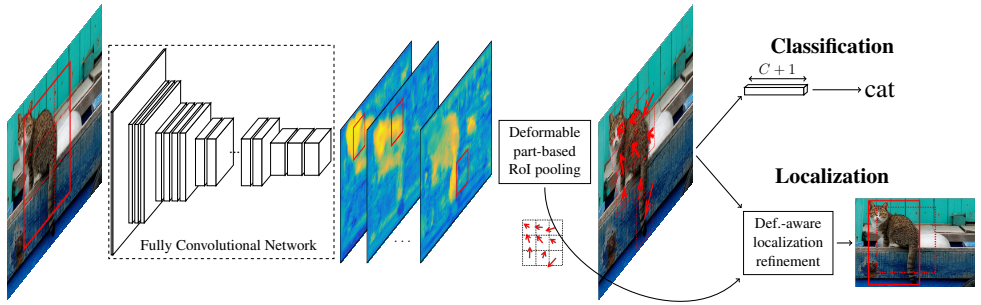 Classification
C + 1
cat
Deformable
part-based
RoI pooling
...
Fully Convolutional Network
...
Localization
Def.-aware
localization
refinement